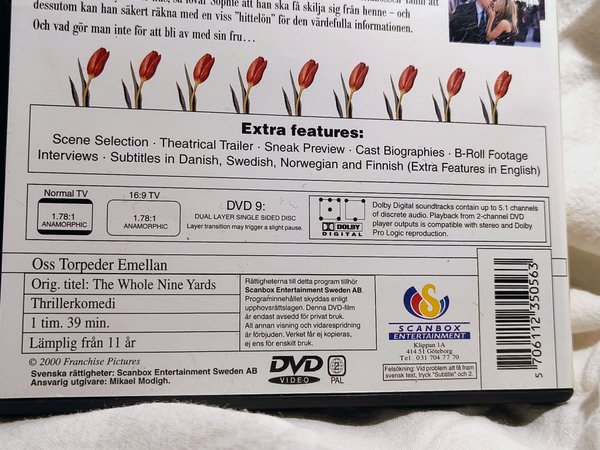 dessutom kan han säkert räkna med en viss "hittelön" för den värdefulla informationen.
Och vad gör man inte för att bli av med sin fru...
Extra features:
Scene Selection · Theatrical Trailer · Sneak Preview · Cast Biographies · B-Roll Footage
Interviews · Subtitles in Danish, Swedish, Norwegian and Finnish (Extra Features in English)
Normal TV
1.78:1
ANAMORPHIC
16:9 TV
1.78:1
ANAMORPHIC
DVD 9:
DUAL LAYER SINGLE SIDED DISC
Layer transition may trigger a slight pause.
DOLBY
DIGITAL
Dolby Digital soundtracks contain up to 5.1 channels
of discrete audio. Playback from 2-channel DVD
player outputs is compatible with stereo and Dolby
Pro Logic reproduction.
Oss Torpeder Emellan
Orig. titel: The Whole Nine Yards
Thrillerkomedi
1 tim. 39 min.
Lämplig från 11 år
Rättigheterna till detta program tillhör
Scanbox Entertainment Sweden AB.
Programinnehållet skyddas enligt
upphovsrättslagen. Denna DVD-film
är endast avsedd för privat bruk.
All annan visning och vidarespridning
är förbjuden. Verket får ej kopieras,
ej ens för enskilt bruk.
SCANBOX
ENTERTAINMENT
Klippan 1A
414 51 Göteborg
Tel. 031 704 77 70
Felsökning: Vid problem att få fram
svensk text, tryck "Subtitle" och 2.
5 706112 350563
© 2000 Franchise Pictures
Svenska rättigheter: Scanbox Entertainment Sweden AB
Ansvarig utgivare: Mikael Modigh.
DVD
VIDEO
2
PAL